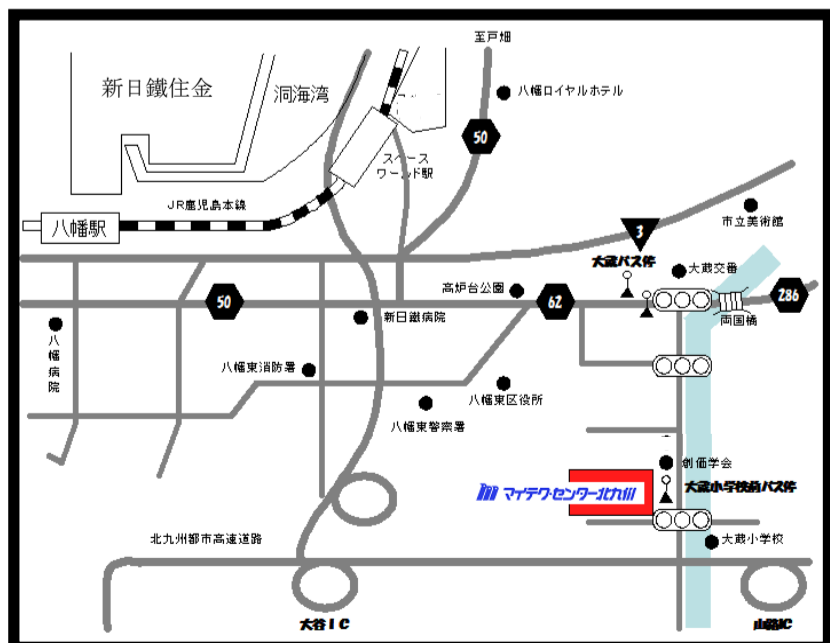 至戸畑
新日鐵住金
洞海湾
八幡ロイヤルホテル
50
スペース
ワールド駅
JR鹿児島本線
八幡駅
市立美術館
3
大蔵バス停
大蔵交番
高炉台公園
50
62
286
両国橋
新日鐵病院
八幡病院
八幡東消防署
八幡東区役所
八幡東警察署
創価学会
マイテク・センター北九州
大蔵小学校前バス停
北九州都市高速道路
大蔵小学校
大谷IC
山路IC